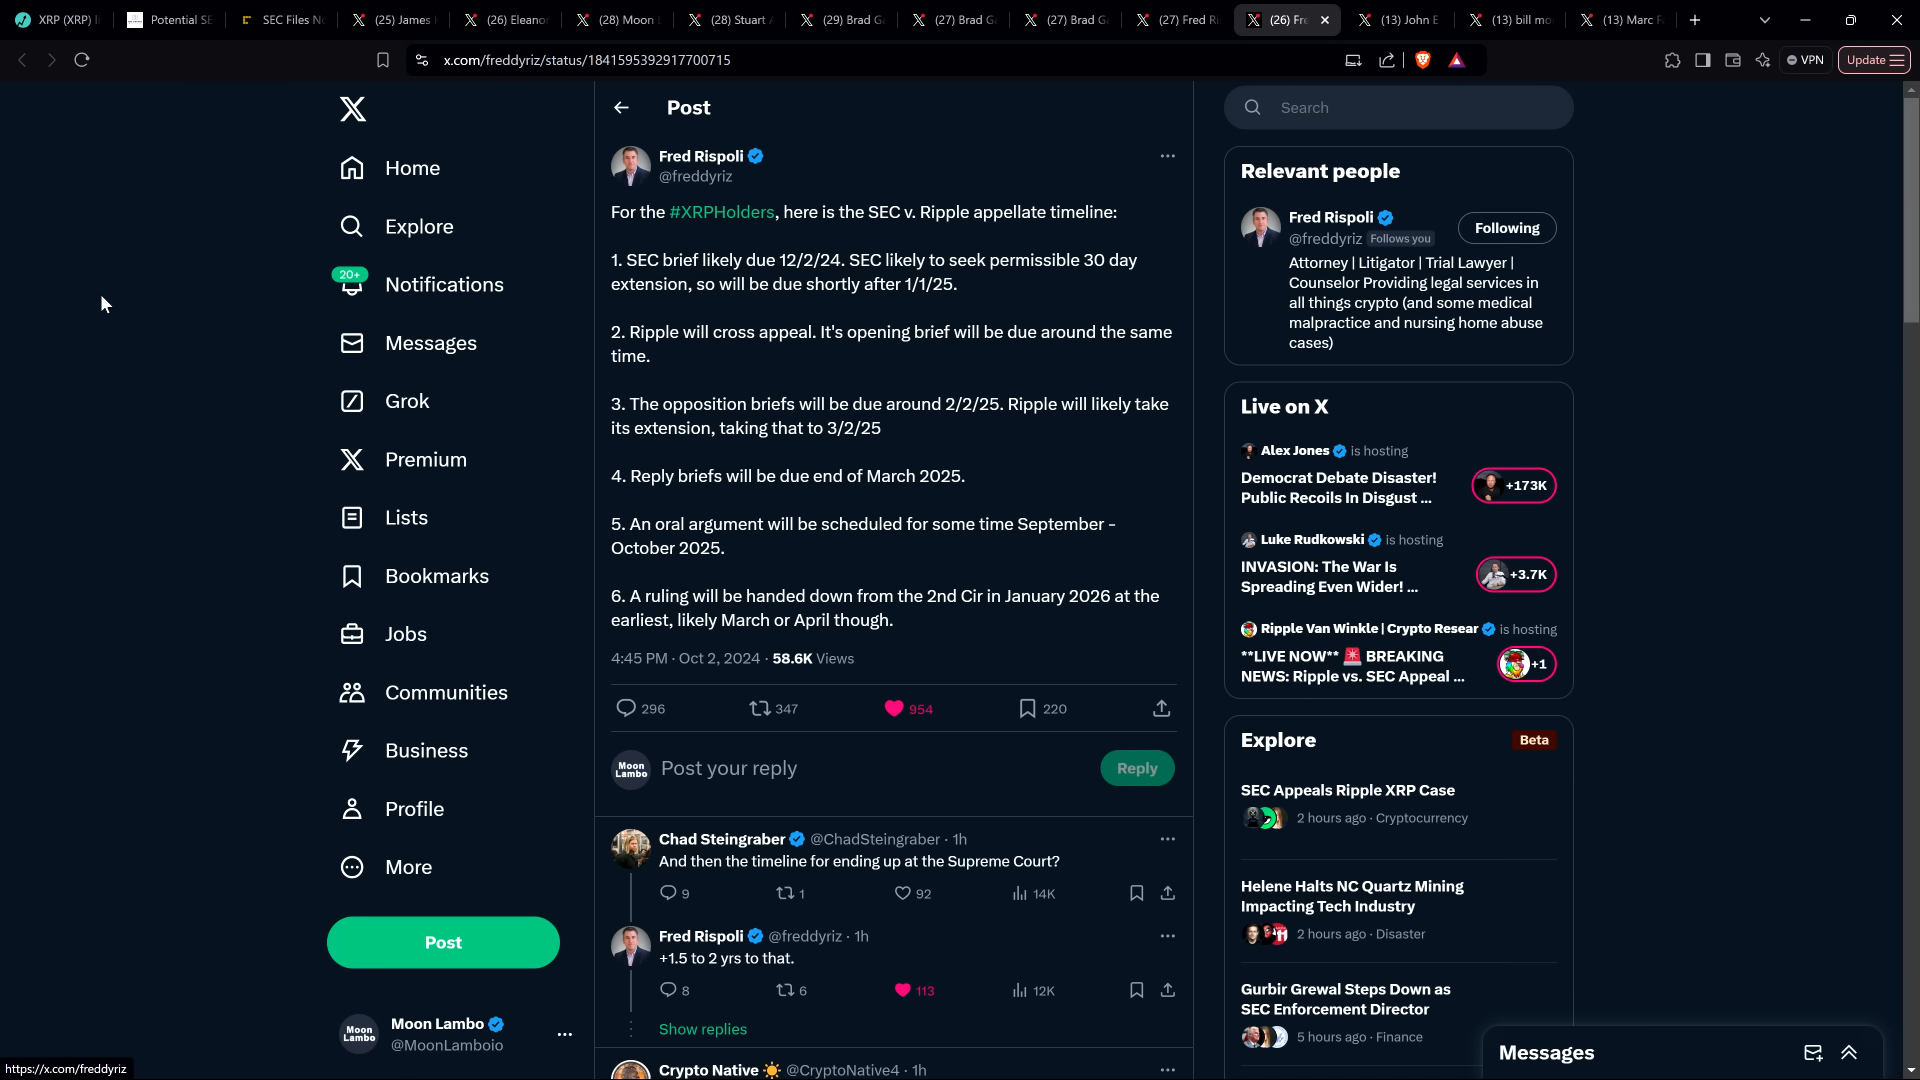 XRP (XRP) li
Potential SE
SEC Files No
(25) James
(26) Eleanor
(28) Moon L
(28) Stuart A
(29) Brad Ga
(27) Brad Ga
(27) Brad Ga
(27) Fred Ri
(26) Fre
(13) John E
(13) bill mo
(13) Marc F
x.com/freddyriz/status/1841595392917700715
VPN
Update
Home
Explore
20+
Notifications
Messages
Grok
Premium
Lists
Bookmarks
Jobs
Communities
Business
Profile
More
Post
Moon Lambo
Moon Lambo
@MoonLamboio
https://x.com/freddyriz
Post
Fred Rispoli
@freddyriz
For the #XRPHolders, here is the SEC v. Ripple appellate timeline:
1. SEC brief likely due 12/2/24. SEC likely to seek permissible 30 day
extension, so will be due shortly after 1/1/25.
2. Ripple will cross appeal. It's opening brief will be due around the same
time.
3. The opposition briefs will be due around 2/2/25. Ripple will likely take
its extension, taking that to 3/2/25
4. Reply briefs will be due end of March 2025.
5. An oral argument will be scheduled for some time September -
October 2025.
6. A ruling will be handed down from the 2nd Cir in January 2026 at the
earliest, likely March or April though.
4:45 PM · Oct 2, 2024 · 58.6K Views
296 347 954 220
Moon Lambo
Post your reply
Reply
Chad Steingraber @ChadSteingraber · 1h
And then the timeline for ending up at the Supreme Court?
9 1 92 14K
Fred Rispoli @freddyriz · 1h
+1.5 to 2 yrs to that.
8 6 113 12K
Show replies
Crypto Native @CryptoNative4 · 1h
Search
Relevant people
Fred Rispoli
@freddyriz Follows you
Following
Attorney | Litigator | Trial Lawyer |
Counselor Providing legal services in
all things crypto (and some medical
malpractice and nursing home abuse
cases)
Live on X
Alex Jones is hosting
Democrat Debate Disaster!
Public Recoils In Disgust ...
+173K
Luke Rudkowski is hosting
INVASION: The War Is
Spreading Even Wider! ...
+3.7K
Ripple Van Winkle | Crypto Resear is hosting
**LIVE NOW** 🚨 BREAKING
NEWS: Ripple vs. SEC Appeal ...
+1
Explore
Beta
SEC Appeals Ripple XRP Case
2 hours ago · Cryptocurrency
Helene Halts NC Quartz Mining
Impacting Tech Industry
2 hours ago · Disaster
Gurbir Grewal Steps Down as
SEC Enforcement Director
5 hours ago · Finance
Messages